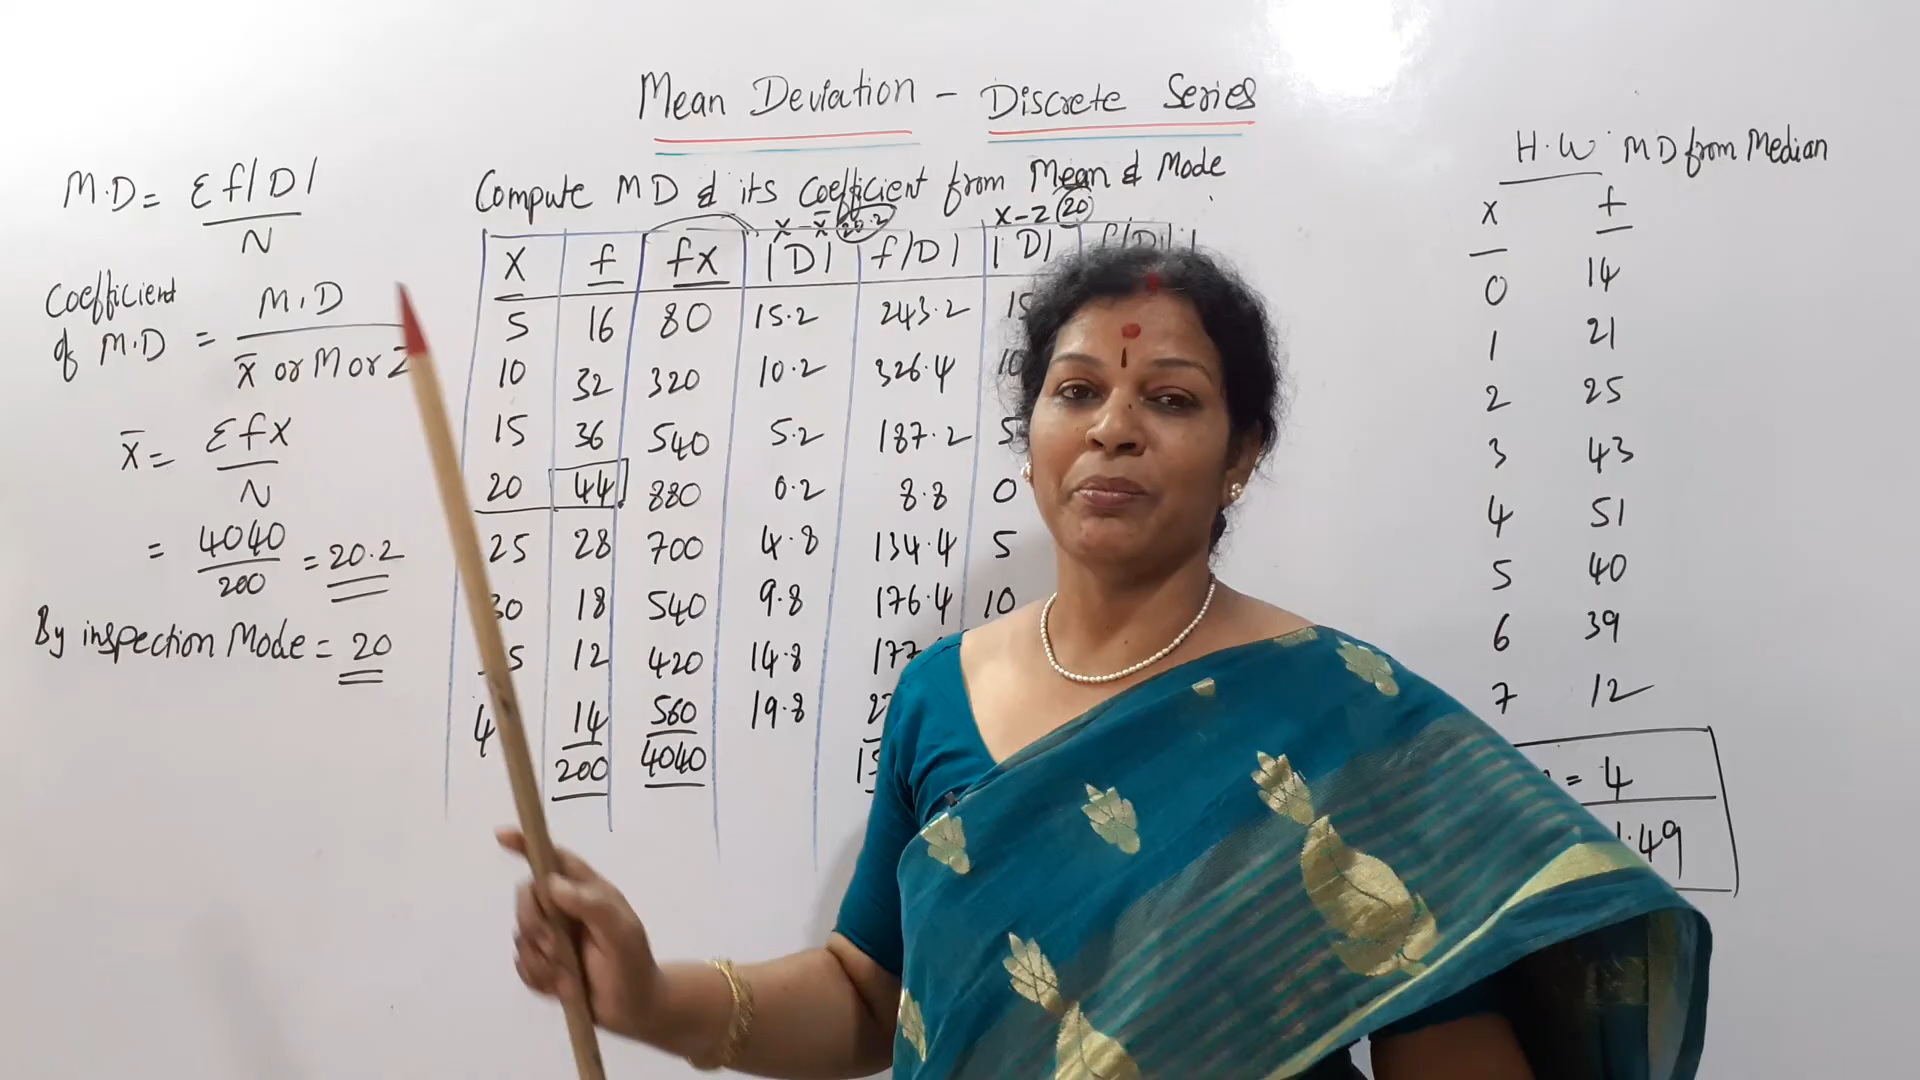 Mean Deviation - Discrete Series
M.D = Σf|D|
N
Coefficient of M.D = M.D
x̄ or M or Z
x̄ = Σfx
N
= 4040
200
= 20.2
By inspection Mode = 20
Compute MD & its coefficient from Mean & Mode
x - x̄ 20.2 x - z 20
X f fx |D| f|D| |D| f|D|
5 16 80 15.2 243.2
10 32 320 10.2 326.4 10
15 36 540 5.2 187.2 5
20 44 880 0.2 8.8 0
25 28 700 4.8 134.4 5
30 18 540 9.8 176.4 10
12 420 14.8
14 560 19.8
200 4040
H.W MD from Median
x f
0 14
1 21
2 25
3 43
4 51
5 40
6 39
7 12
= 4